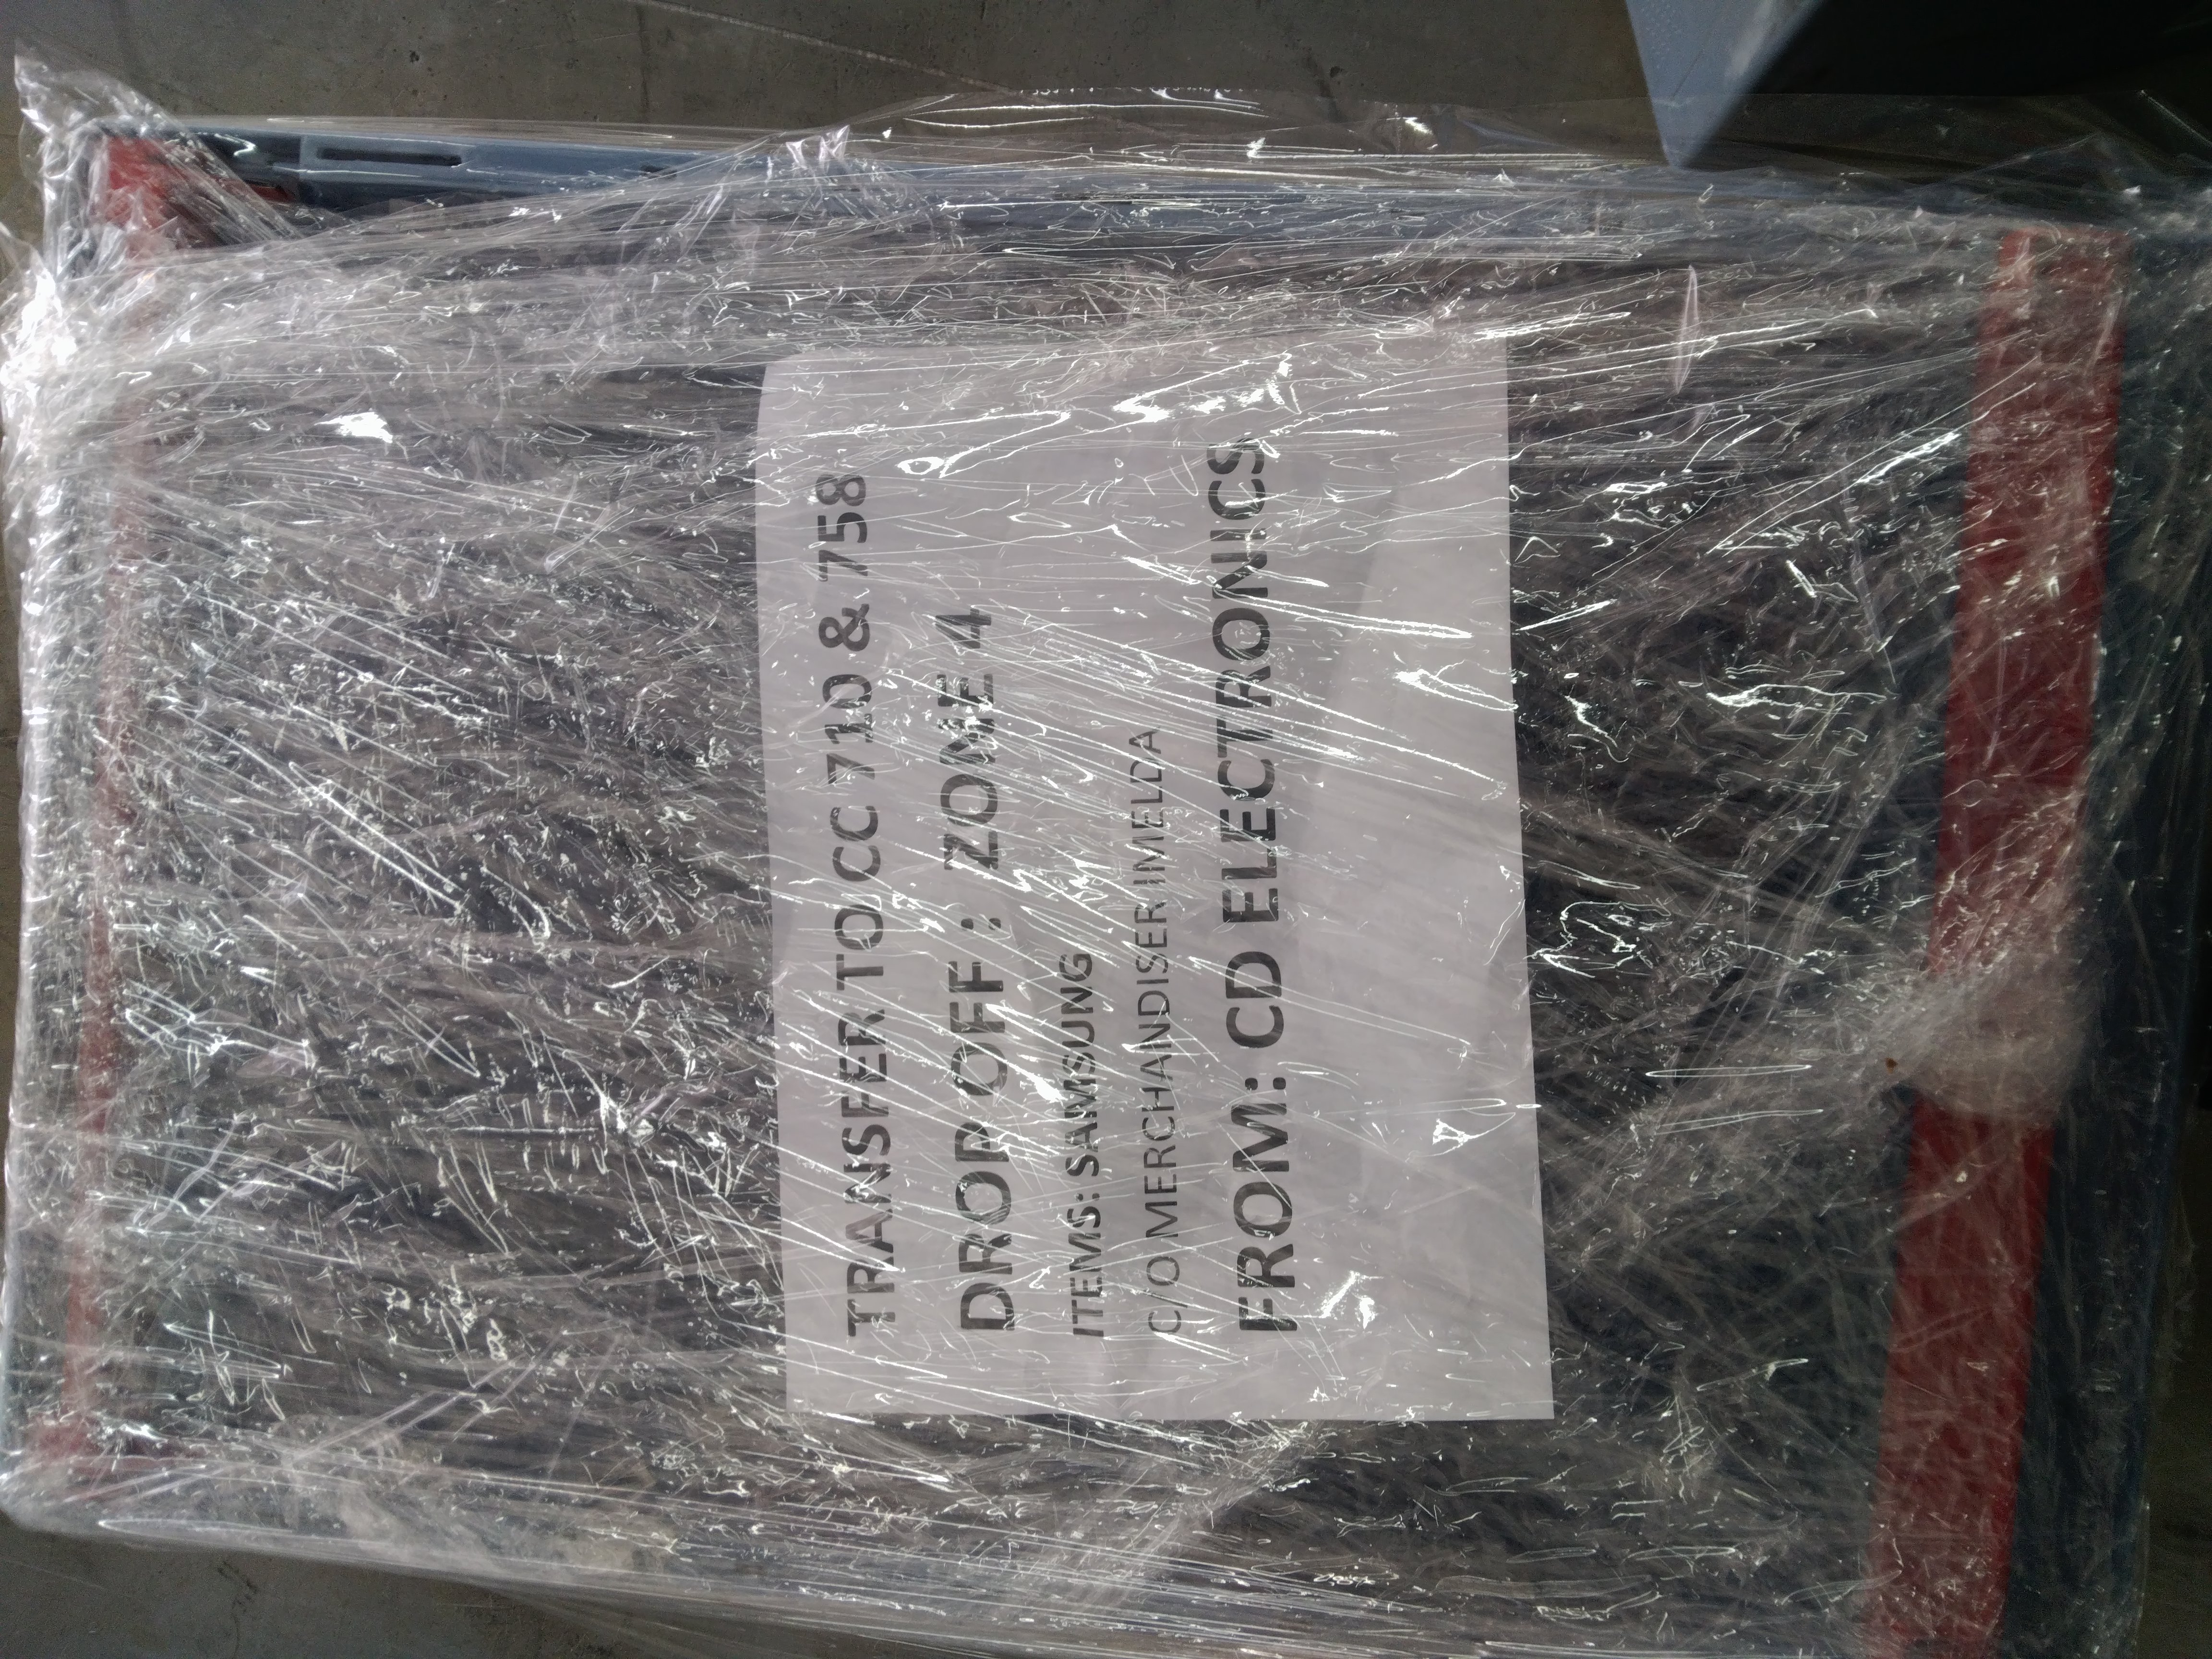 TRANSFER TO CC 710 & 758
DROP OFF : ZONE 4
ITEMS: SAMSUNG
C/O MERCHANDISER IMELDA
FROM: CD ELECTRONICS